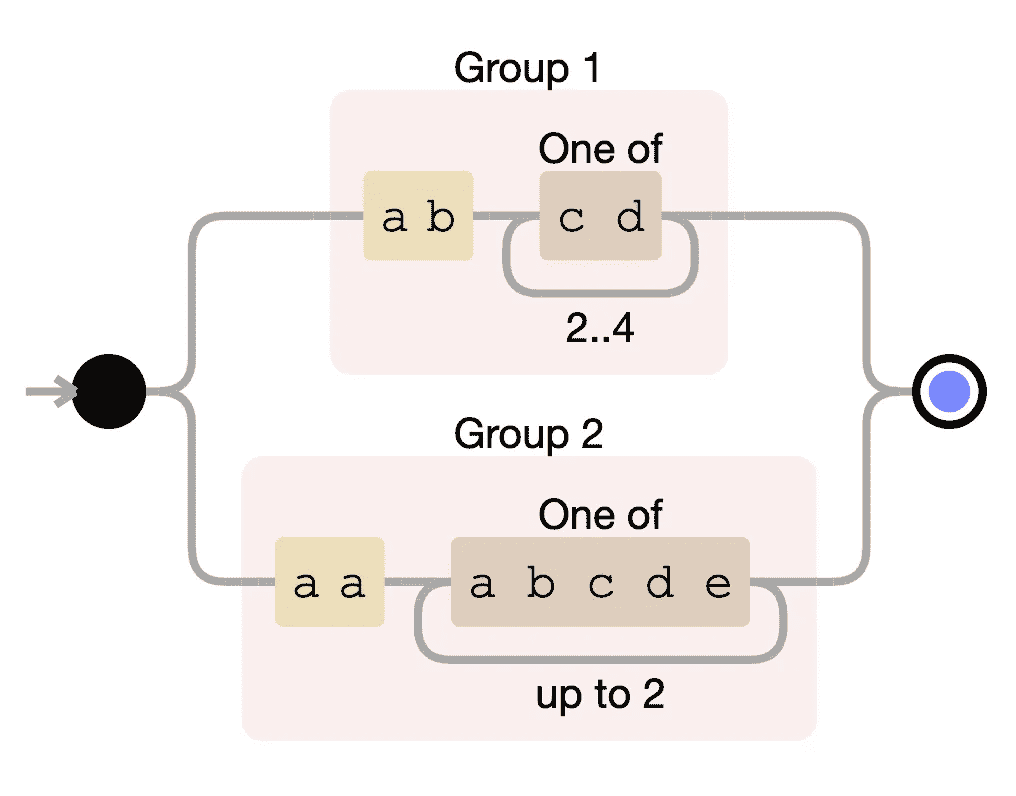 Group 1
One of
a b
c d
2..4
Group 2
One of
a a
a b c d e
up to 2